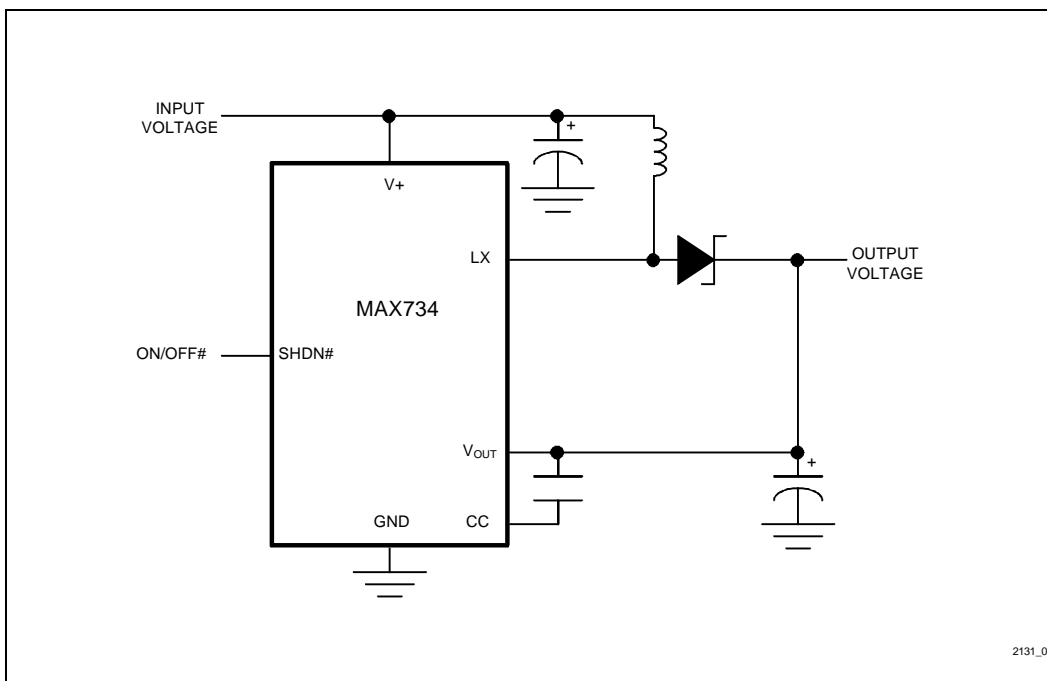 INPUT
VOLTAGE
+
V+
LX
OUTPUT
VOLTAGE
MAX734
ON/OFF#
SHDN#
VOUT
+
GND
CC
2131_0